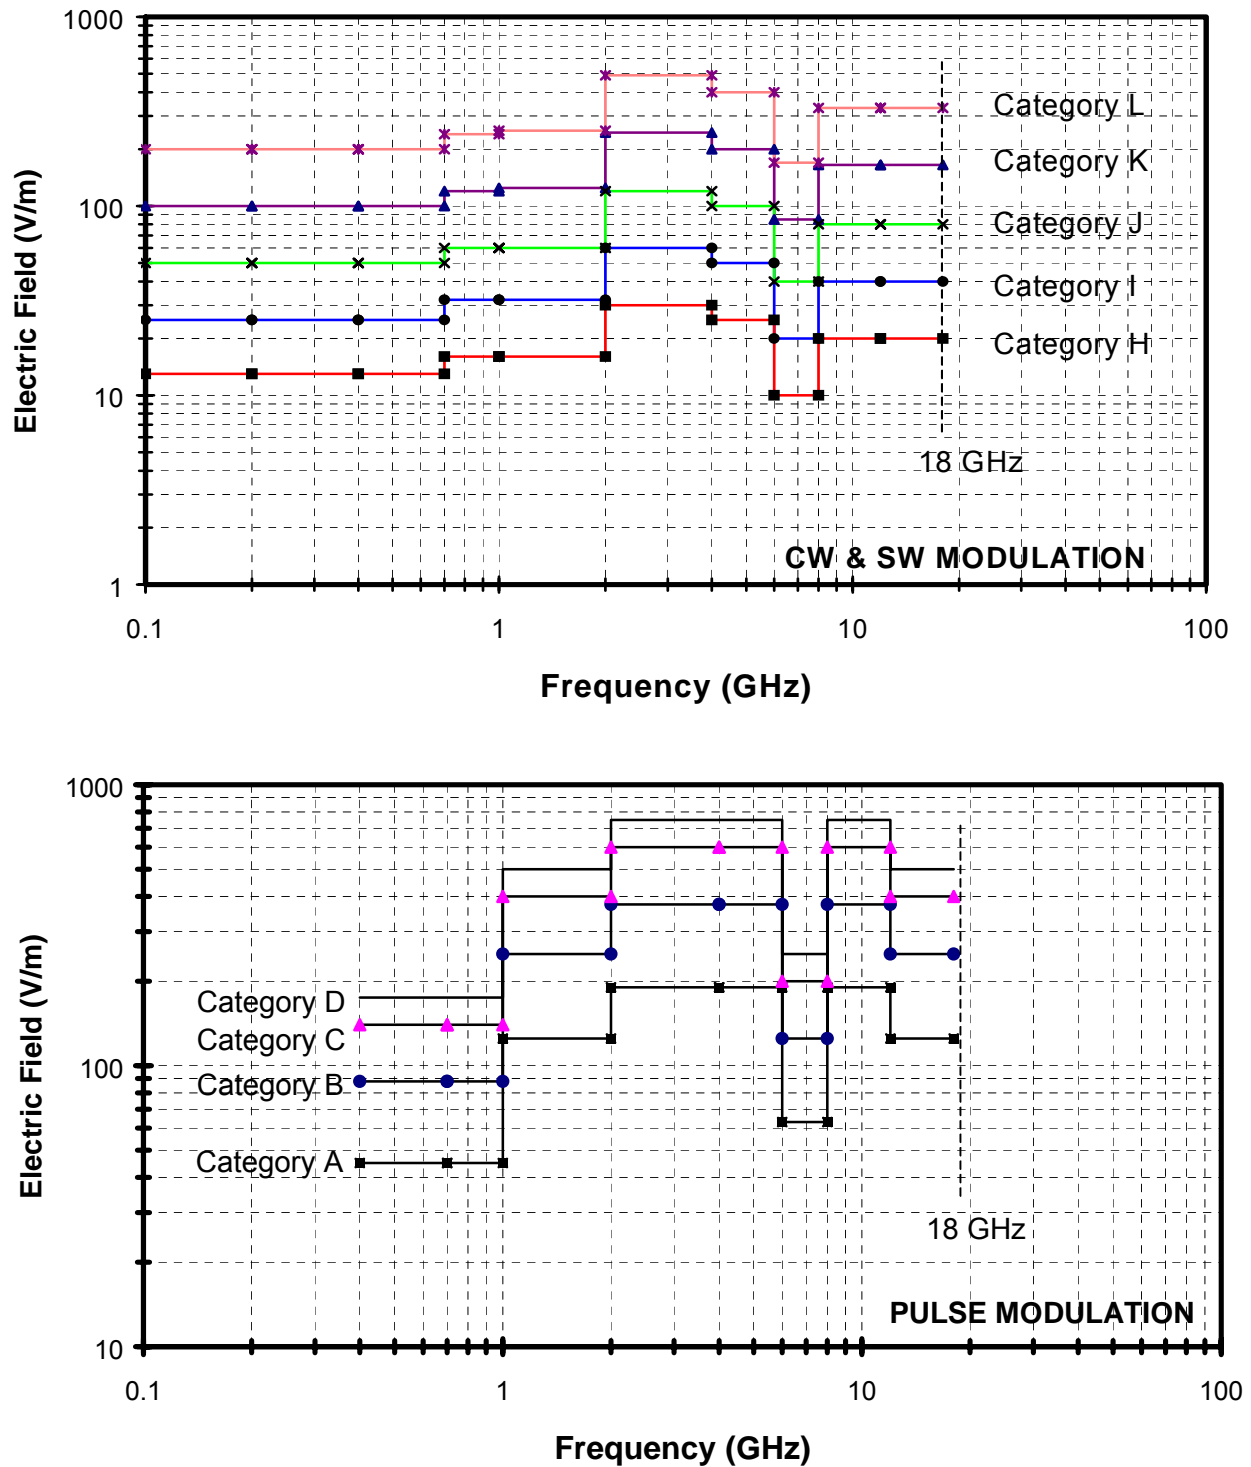 1000
100
10
1
Electric Field (V/m)
Category L
Category K
Category J
Category I
Category H
18 GHz
CW & SW MODULATION
0.1 1 10 100
Frequency (GHz)
1000
100
10
Electric Field (V/m)
Category D
Category C
Category B
Category A
18 GHz
PULSE MODULATION
0.1 1 10 100
Frequency (GHz)